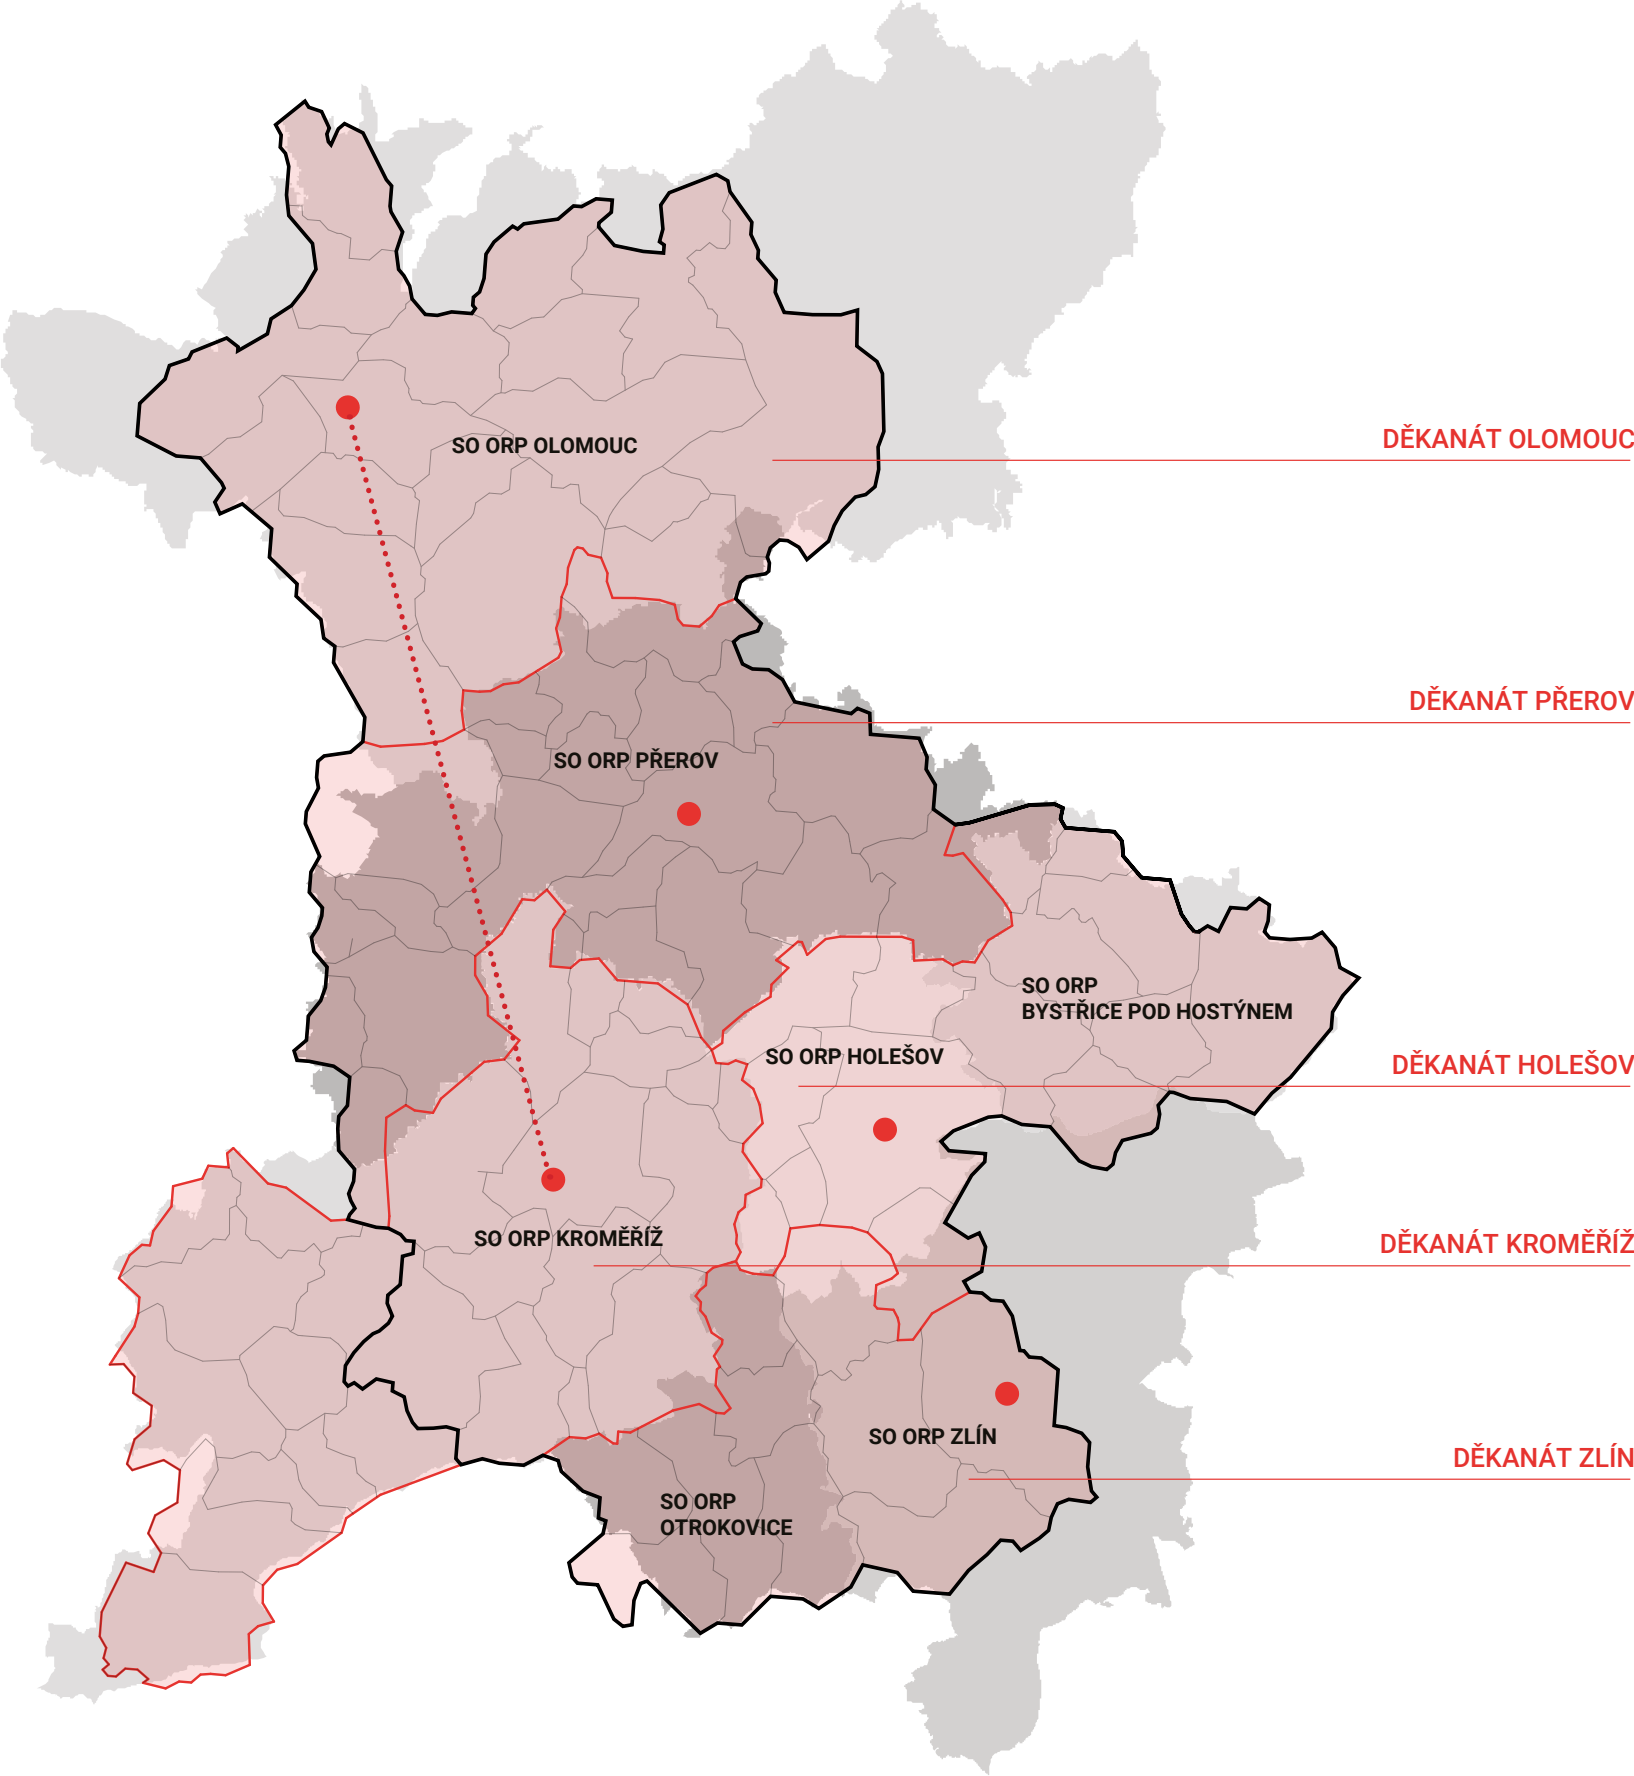 SO ORP OLOMOUC
DĚKANÁT OLOMOUC
DĚKANÁT PŘEROV
SO ORP PŘEROV
SO ORP
BYSTŘICE POD HOSTÝNEM
SO ORP HOLEŠOV
DĚKANÁT HOLEŠOV
SO ORP KROMĚŘÍŽ
DĚKANÁT KROMĚŘÍŽ
SO ORP ZLÍN
DĚKANÁT ZLÍN
SO ORP
OTROKOVICE